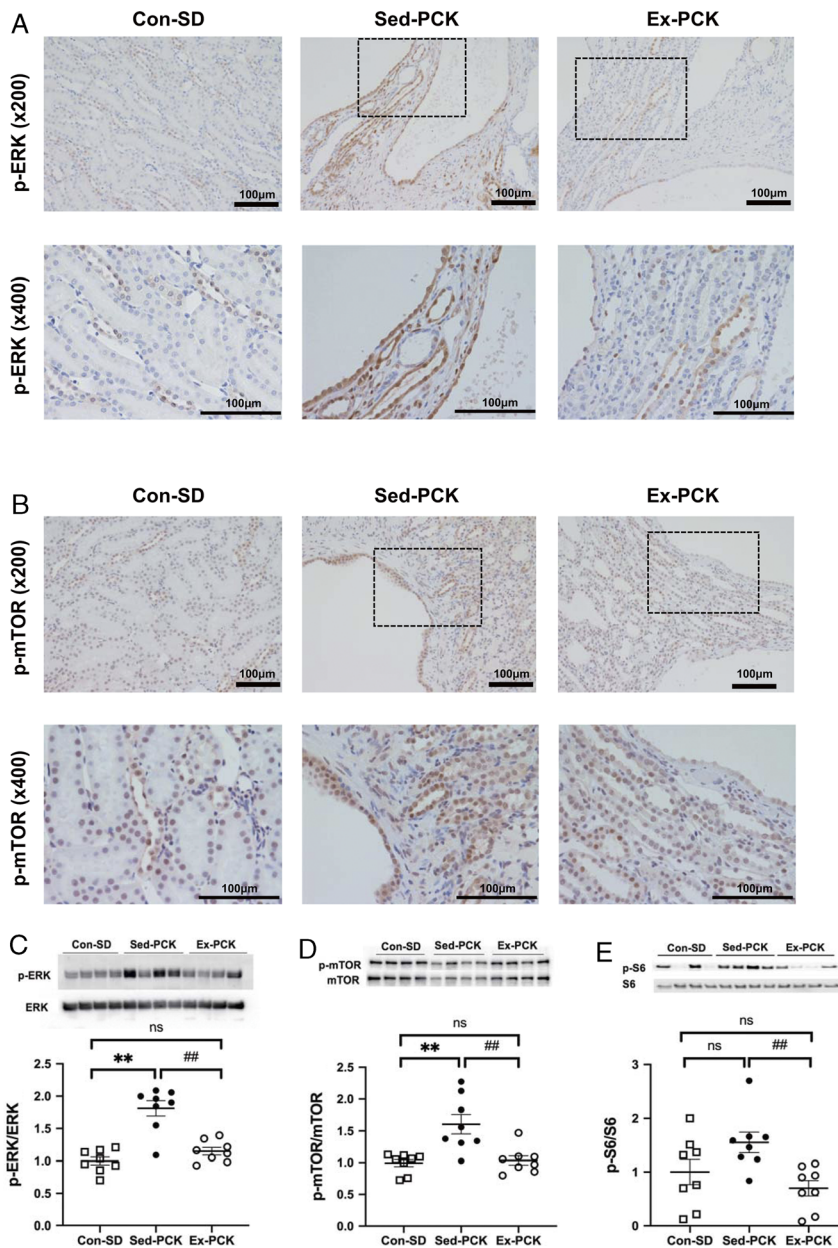 A
Con-SD Sed-PCK Ex-PCK
p-ERK (x200)
100µm 100µm 100µm
p-ERK (x400)
100µm 100µm 100µm
B
Con-SD Sed-PCK Ex-PCK
p-mTOR (x200)
100µm 100µm 100µm
p-mTOR (x400)
100µm 100µm 100µm
C
Con-SD Sed-PCK Ex-PCK
p-ERK
ERK
ns
** ##
2.5
2.0
1.5
1.0
0.5
0.0
p-ERK/ERK
Con-SD Sed-PCK Ex-PCK
D
Con-SD Sed-PCK Ex-PCK
p-mTOR
mTOR
ns
** ##
2.5
2.0
1.5
1.0
0.5
0.0
p-mTOR/mTOR
Con-SD Sed-PCK Ex-PCK
E
Con-SD Sed-PCK Ex-PCK
p-S6
S6
ns
ns ##
3
2
1
0
p-S6/S6
Con-SD Sed-PCK Ex-PCK